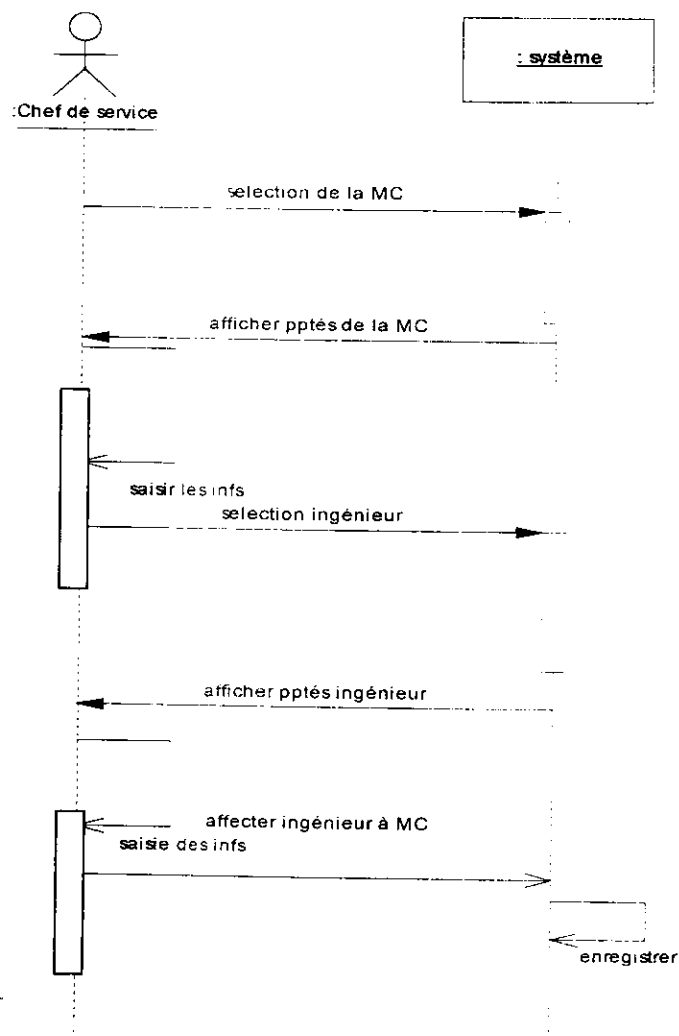 : système
:Chef de service
selection de la MC
afficher pptés de la MC
saisir les infs
selection ingénieur
afficher pptés ingénieur
affecter ingénieur à MC
saisie des infs
enregistrer